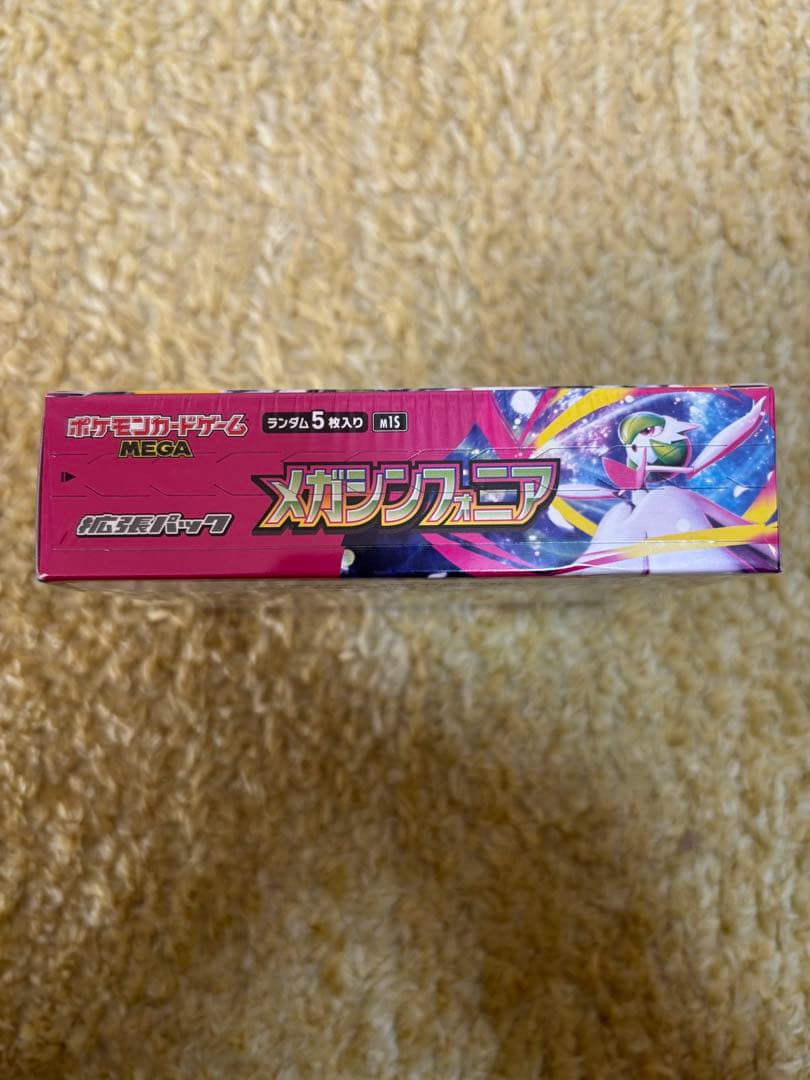 ポケモンカードゲーム
MEGA
ランダム5枚入り
m1S
メガシンフォニア
拡張パック